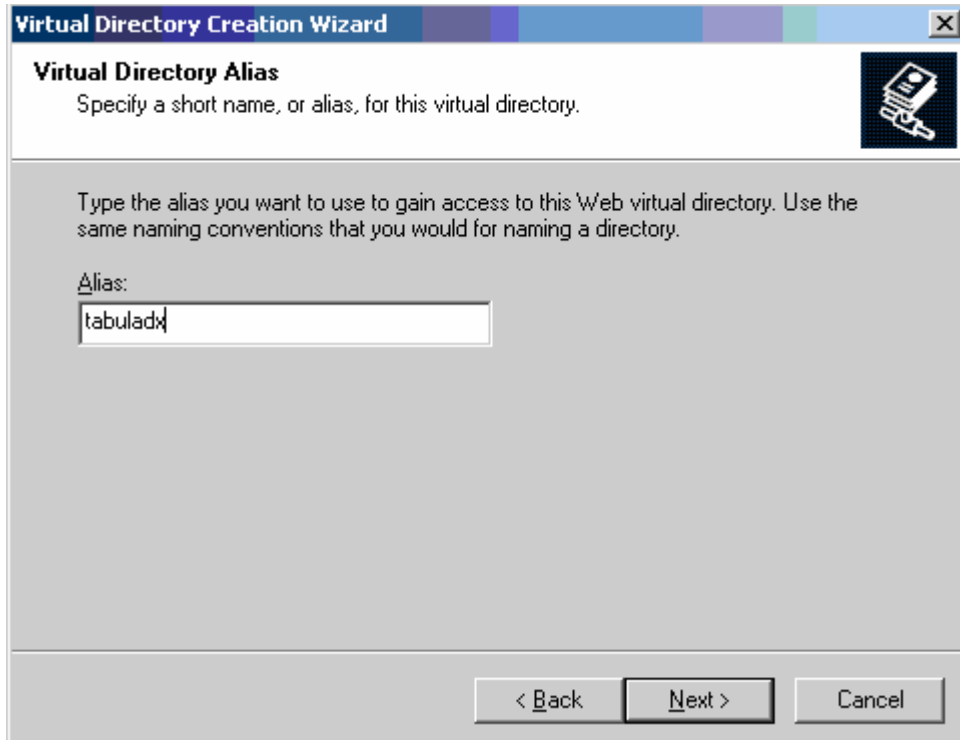 Virtual Directory Creation Wizard
Virtual Directory Alias
Specify a short name, or alias, for this virtual directory.
Type the alias you want to use to gain access to this Web virtual directory. Use the
same naming conventions that you would for naming a directory.
Alias:
tabuladx
< Back Next > Cancel